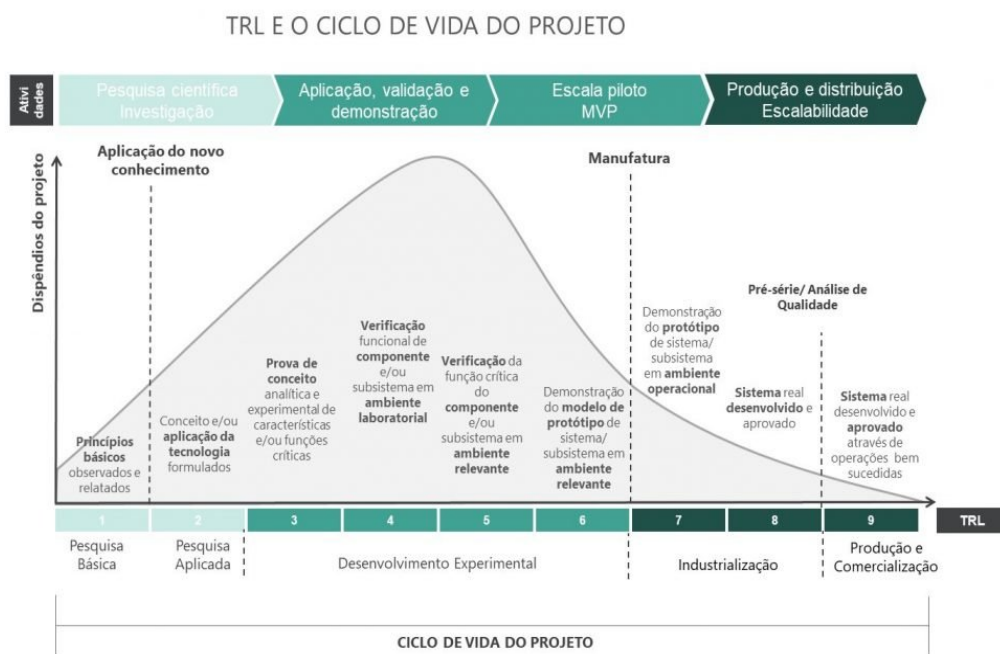 TRL E O CICLO DE VIDA DO PROJETO
Ativi
dades
Pesquisa científica
Investigação
Aplicação, validação e
demonstração
Escala piloto
MVP
Produção e distribuição
Escalabilidade
Dispêndios do projeto
Aplicação do novo
conhecimento
Manufatura
Pré-série/ Análise de
Qualidade
Princípios
básicos
observados e
relatados
Conceito e/ou
aplicação da
tecnologia
formulados
Prova de
conceito
analítica e
experimental de
características
e/ou funções
críticas
Verificação
funcional de
componente
e/ou
subsistema em
ambiente
laboratorial
Verificação da
função crítica
do
componente
e/ou
subsistema em
ambiente
relevante
Demonstração
do modelo de
protótipo de
sistema/
subsistema em
ambiente
relevante
Demonstração
do protótipo
de sistema/
subsistema
em ambiente
operacional
Sistema real
desenvolvido e
aprovado
Sistema real
desenvolvido e
aprovado
através de
operações bem
sucedidas
1
2
3
4
5
6
7
8
9
TRL
Pesquisa
Básica
Pesquisa
Aplicada
Desenvolvimento Experimental
Industrialização
Produção e
Comercialização
CICLO DE VIDA DO PROJETO